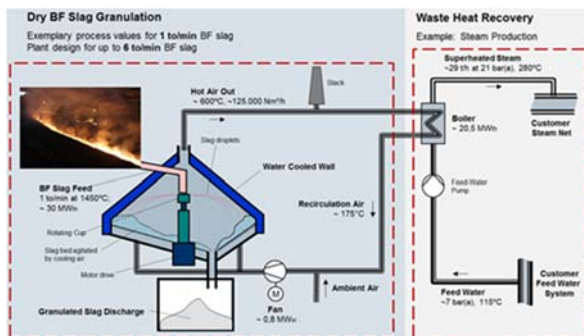 Dry BF Slag Granulation
Exemplary process values for 1 to/min BF slag
Plant design for up to 6 to/min BF slag
Waste Heat Recovery
Example: Steam Production
Hot Air Out
~ 600°C, ~125.000 Nm³/h
Stack
Superheated Steam
~29 t/h at 21 bar(a), 280°C
Boiler
~ 20,5 MWth
Customer
Steam Net
Slag droplets
Water Cooled Wall
BF Slag Feed
1 to/min at 1450°C;
~ 30 MWth
Rotating Cup
Slag bed agitated
by cooling air
Motor drive
Recirculation Air
~ 175°C
Feed Water
Pump
Ambient Air
M
Fan
~ 0,8 MWel
Granulated Slag Discharge
Feed Water
~7 bar(a), 115°C
Customer
Feed Water
System